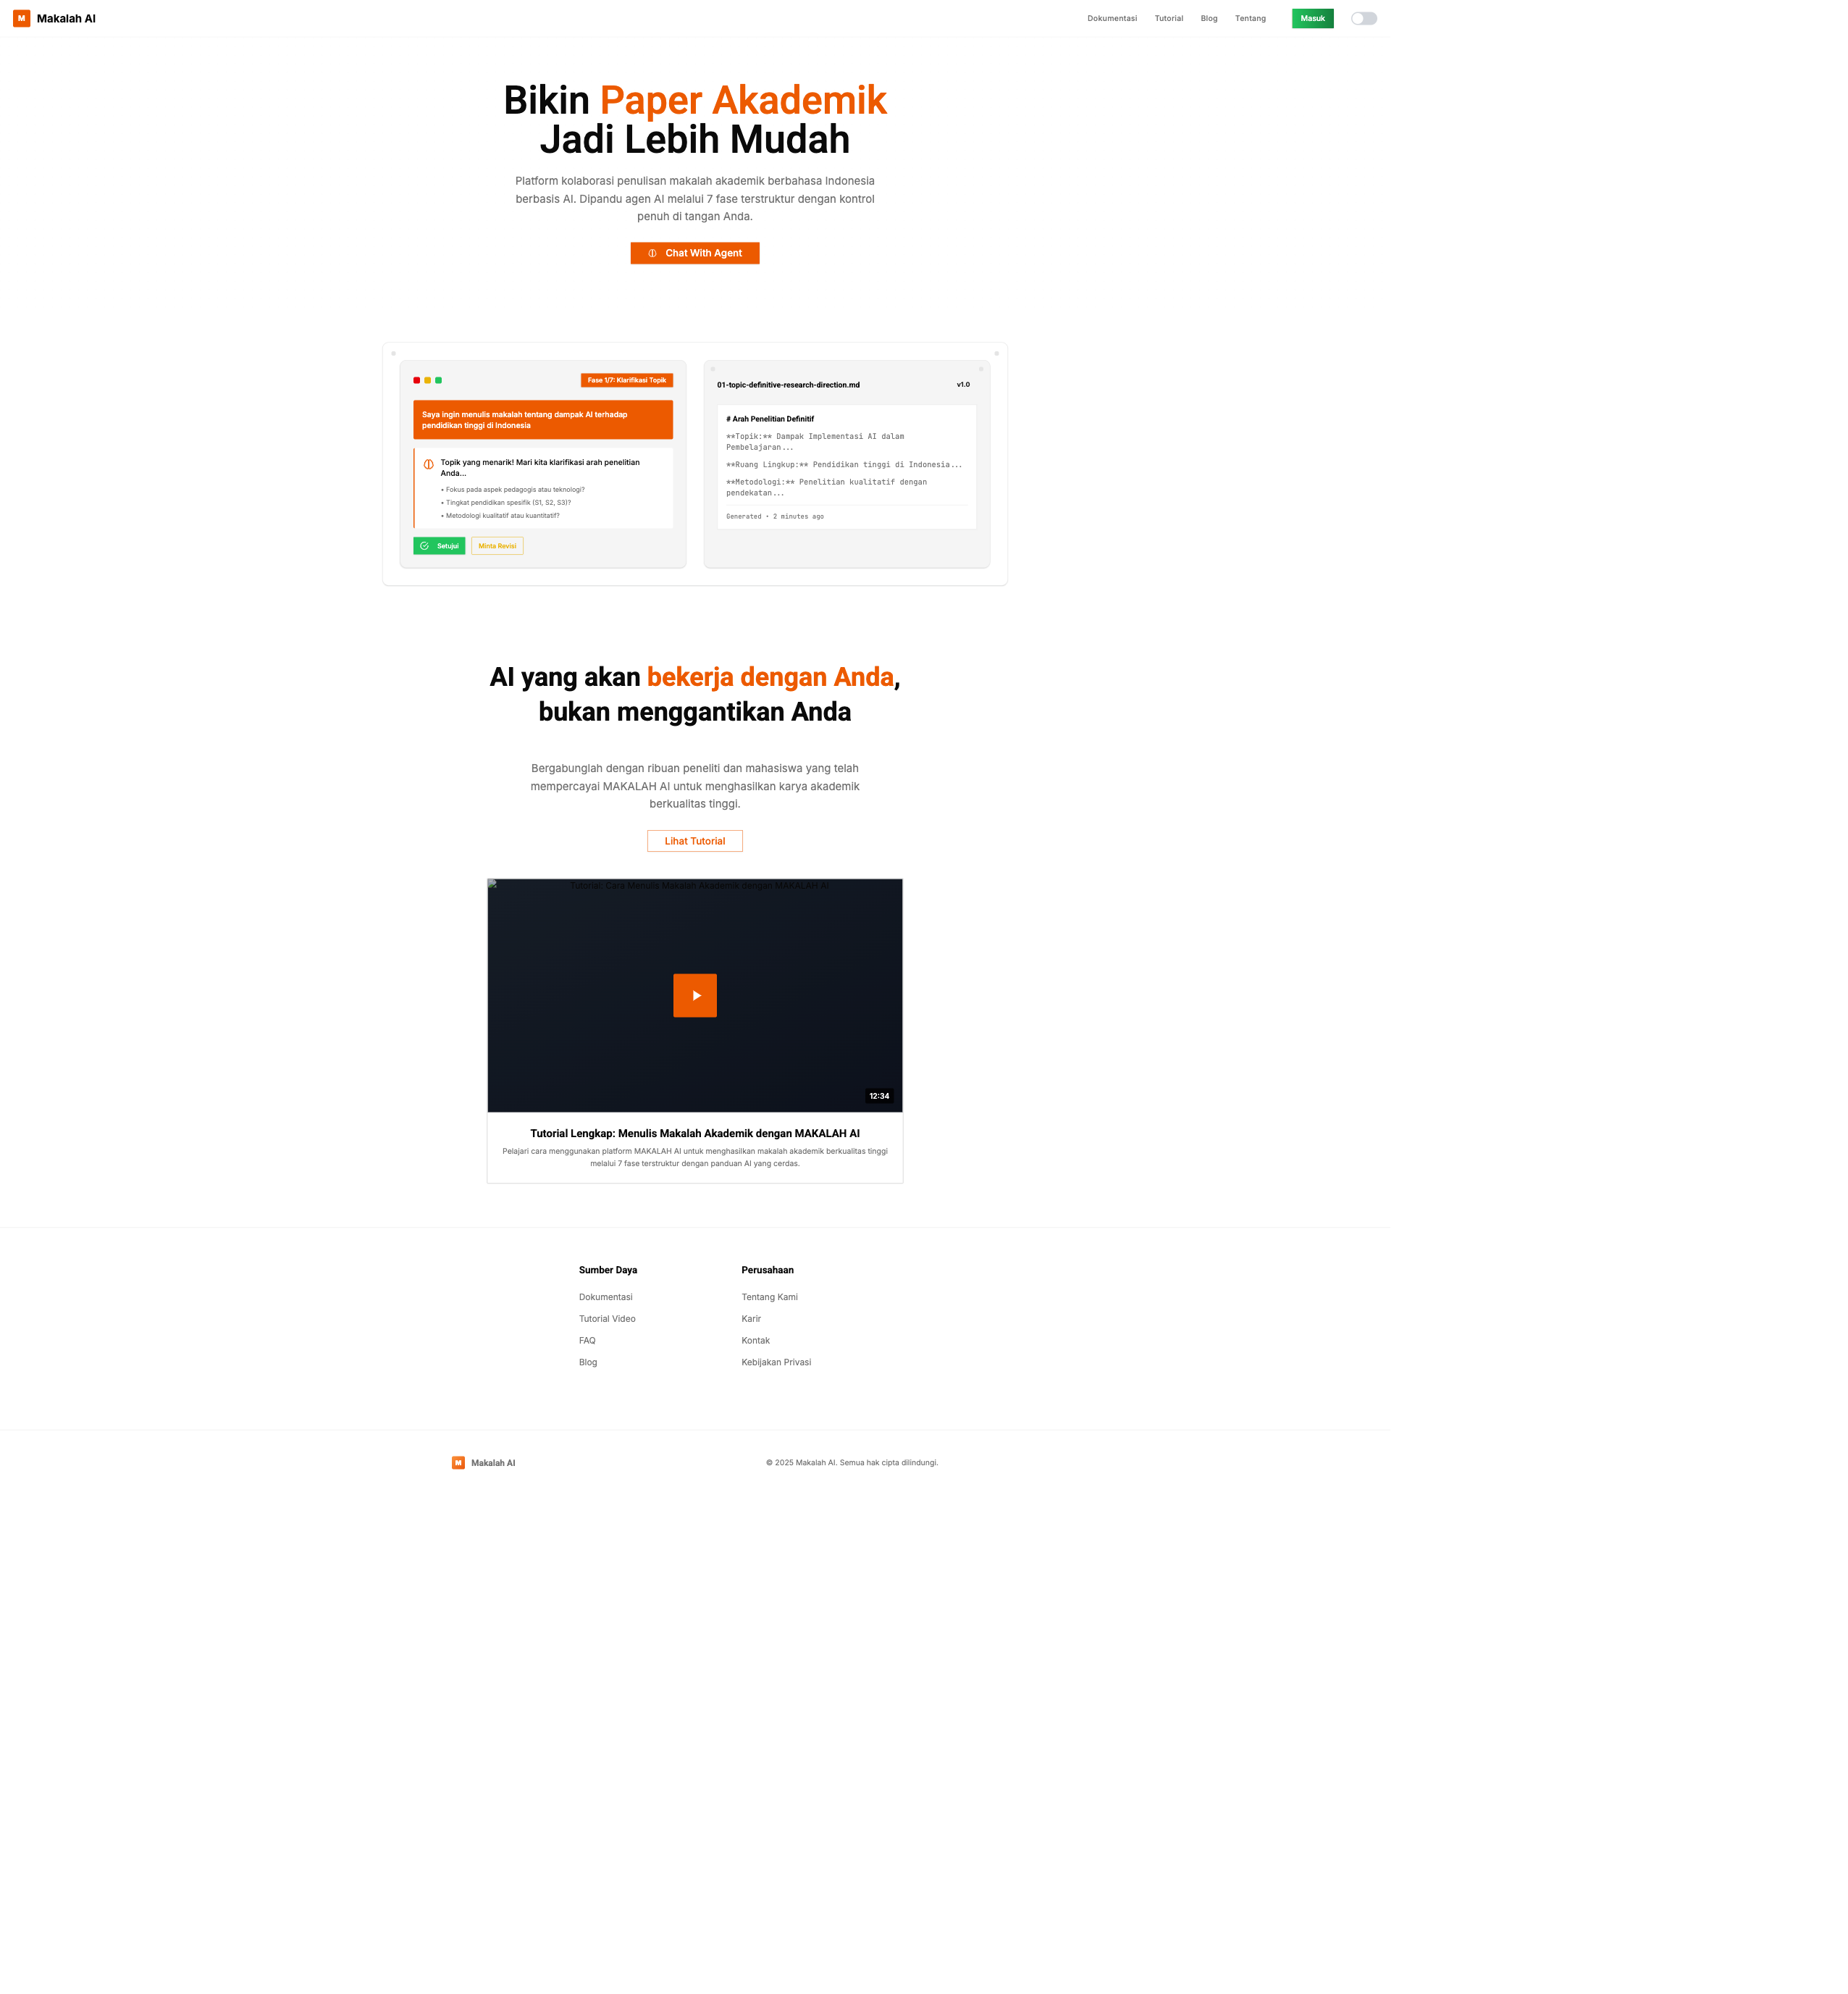 M Makalah AI
Dokumentasi Tutorial Blog Tentang Masuk
Bikin Paper Akademik
Jadi Lebih Mudah
Platform kolaborasi penulisan makalah akademik berbahasa Indonesia
berbasis AI. Dipandu agen AI melalui 7 fase terstruktur dengan kontrol
penuh di tangan Anda.
Chat With Agent
Fase 1/7: Klarifikasi Topik
Saya ingin menulis makalah tentang dampak AI terhadap
pendidikan tinggi di Indonesia
Topik yang menarik! Mari kita klarifikasi arah penelitian
Anda...
• Fokus pada aspek pedagogis atau teknologi?
• Tingkat pendidikan spesifik (S1, S2, S3)?
• Metodologi kualitatif atau kuantitatif?
Setujui
Minta Revisi
01-topic-definitive-research-direction.md
v1.0
# Arah Penelitian Definitif
**Topik:** Dampak Implementasi AI dalam
Pembelajaran...
**Ruang Lingkup:** Pendidikan tinggi di Indonesia...
**Metodologi:** Penelitian kualitatif dengan
pendekatan...
Generated • 2 minutes ago
AI yang akan bekerja dengan Anda,
bukan menggantikan Anda
Bergabunglah dengan ribuan peneliti dan mahasiswa yang telah
mempercayai MAKALAH AI untuk menghasilkan karya akademik
berkualitas tinggi.
Lihat Tutorial
Tutorial: Cara Menulis Makalah Akademik dengan MAKALAH AI
12:34
Tutorial Lengkap: Menulis Makalah Akademik dengan MAKALAH AI
Pelajari cara menggunakan platform MAKALAH AI untuk menghasilkan makalah akademik berkualitas tinggi
melalui 7 fase terstruktur dengan panduan AI yang cerdas.
Sumber Daya
Dokumentasi
Tutorial Video
FAQ
Blog
Perusahaan
Tentang Kami
Karir
Kontak
Kebijakan Privasi
M Makalah AI
© 2025 Makalah AI. Semua hak cipta dilindungi.